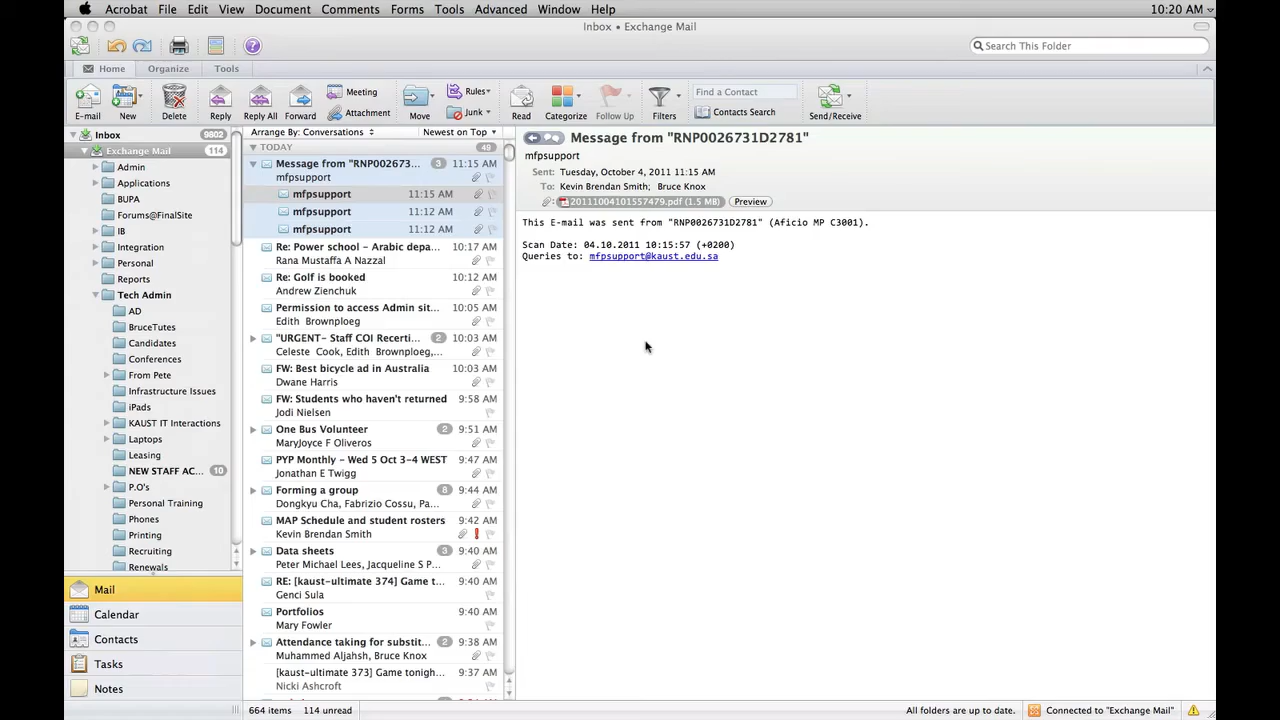 Acrobat File Edit View Document Comments Forms Tools Advanced Window Help 10:20 AM
Inbox • Exchange Mail
Search This Folder
Home Organize Tools
E-mail New Delete Reply Reply All Forward Meeting Attachment Move Rules Junk Read Categorize Follow Up Filters Find a Contact Contacts Search Send/Receive
Inbox 9802
Exchange Mail 114
Admin
Applications
BUPA
Forums@FinalSite
IB
Integration
Personal
Reports
Tech Admin
AD
BruceTutes
Candidates
Conferences
From Pete
Infrastructure Issues
iPads
KAUST IT Interactions
Laptops
Leasing
NEW STAFF AC... 10
P.O's
Personal Training
Phones
Printing
Recruiting
Renewals
Mail
Calendar
Contacts
Tasks
Notes
Arrange By: Conversations Newest on Top
TODAY 49
Message from "RNP002673... 3 11:15 AM
mfpsupport
mfpsupport 11:15 AM
mfpsupport 11:12 AM
mfpsupport 11:12 AM
Re: Power school - Arabic depa... 10:17 AM
Rana Mustaffa A Nazzal
Re: Golf is booked 10:12 AM
Andrew Zienchuk
Permission to access Admin sit... 10:05 AM
Edith Brownploeg
"URGENT- Staff COI Recerti... 2 10:03 AM
Celeste Cook, Edith Brownploeg,...
FW: Best bicycle ad in Australia 10:03 AM
Dwane Harris
FW: Students who haven't returned 9:58 AM
Jodi Nielsen
One Bus Volunteer 2 9:51 AM
MaryJoyce F Oliveros
PYP Monthly - Wed 5 Oct 3-4 WEST 9:47 AM
Jonathan E Twigg
Forming a group 8 9:44 AM
Dongkyu Cha, Fabrizio Cossu, Pa...
MAP Schedule and student rosters 9:42 AM
Kevin Brendan Smith
Data sheets 3 9:40 AM
Peter Michael Lees, Jacqueline S P...
RE: [kaust-ultimate 374] Game t... 9:40 AM
Genci Sula
Portfolios 9:40 AM
Mary Fowler
Attendance taking for substit... 2 9:38 AM
Muhammed Aljahsh, Bruce Knox
[kaust-ultimate 373] Game tonigh... 9:37 AM
Nicki Ashcroft
Message from "RNP0026731D2781"
mfpsupport
Sent: Tuesday, October 4, 2011 11:15 AM
To: Kevin Brendan Smith; Bruce Knox
20111004101557479.pdf (1.5 MB) Preview
This E-mail was sent from "RNP0026731D2781" (Aficio MP C3001).
Scan Date: 04.10.2011 10:15:57 (+0200)
Queries to: mfpsupport@kaust.edu.sa
664 items 114 unread All folders are up to date. Connected to "Exchange Mail"